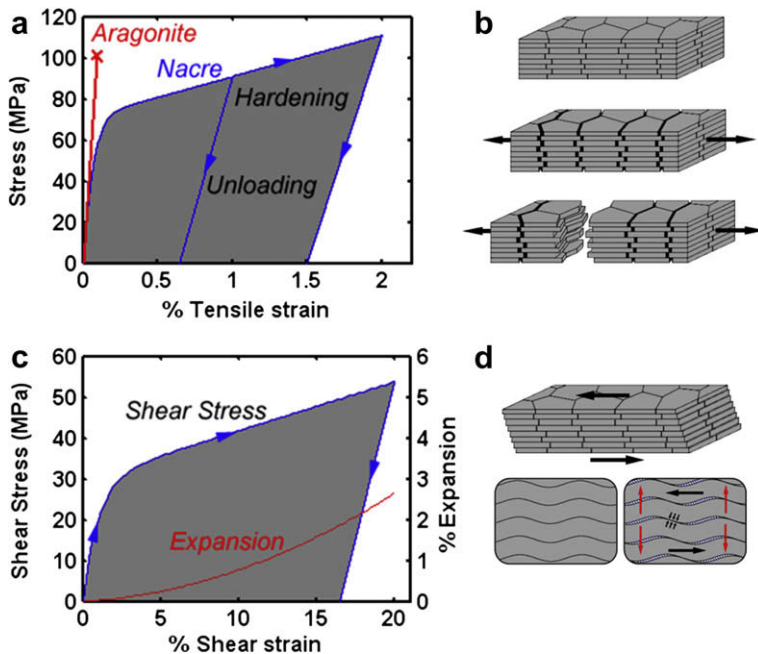 a
120
100
80
60
40
20
0
Stress (MPa)
Aragonite
Nacre
Hardening
Unloading
0
0.5
1
1.5
2
% Tensile strain
b
c
60
50
40
30
20
10
0
Shear Stress (MPa)
Shear Stress
Expansion
6
5
4
3
2
1
0
% Expansion
0
5
10
15
20
% Shear strain
d